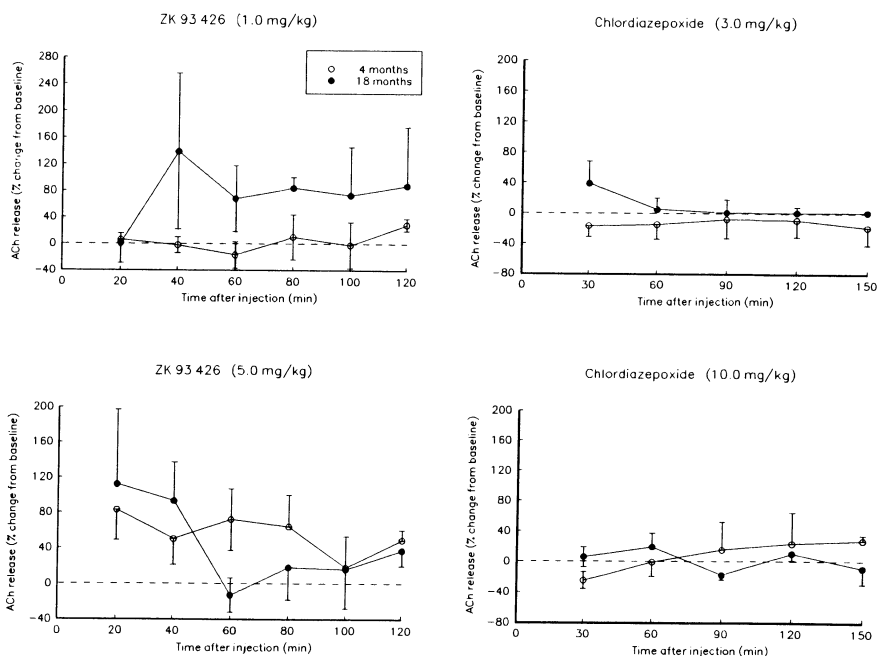 ZK 93 426 (1.0 mg/kg)
ACh release (% change from baseline)
280
240
200
160
120
80
40
0
−40
4 months
18 months
0 20 40 60 80 100 120
Time after injection (min)
Chlordiazepoxide (3.0 mg/kg)
ACh release (% change from baseline)
200
160
120
80
40
0
−40
−80
0 30 60 90 120 150
Time after injection (min)
ZK 93 426 (5.0 mg/kg)
ACh release (% change from baseline)
200
160
120
80
40
0
−40
0 20 40 60 80 100 120
Time after injection (min)
Chlordiazepoxide (10.0 mg/kg)
ACh release (% change from baseline)
200
160
120
80
40
0
−40
−80
0 30 60 90 120 150
Time after injection (min)